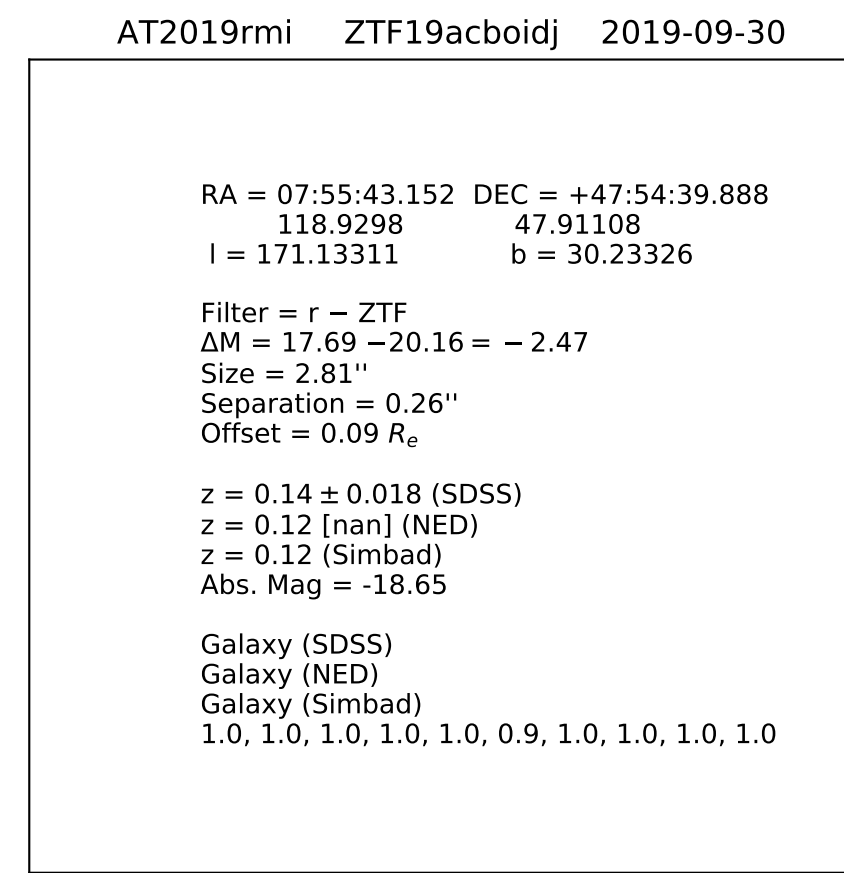 AT2019rmi ZTF19acboidj 2019-09-30
RA = 07:55:43.152 DEC = +47:54:39.888
118.9298 47.91108
l = 171.13311 b = 30.23326
Filter = r − ZTF
ΔM = 17.69 −20.16 = − 2.47
Size = 2.81''
Separation = 0.26''
Offset = 0.09 Rₑ
z = 0.14 ± 0.018 (SDSS)
z = 0.12 [nan] (NED)
z = 0.12 (Simbad)
Abs. Mag = -18.65
Galaxy (SDSS)
Galaxy (NED)
Galaxy (Simbad)
1.0, 1.0, 1.0, 1.0, 1.0, 0.9, 1.0, 1.0, 1.0, 1.0